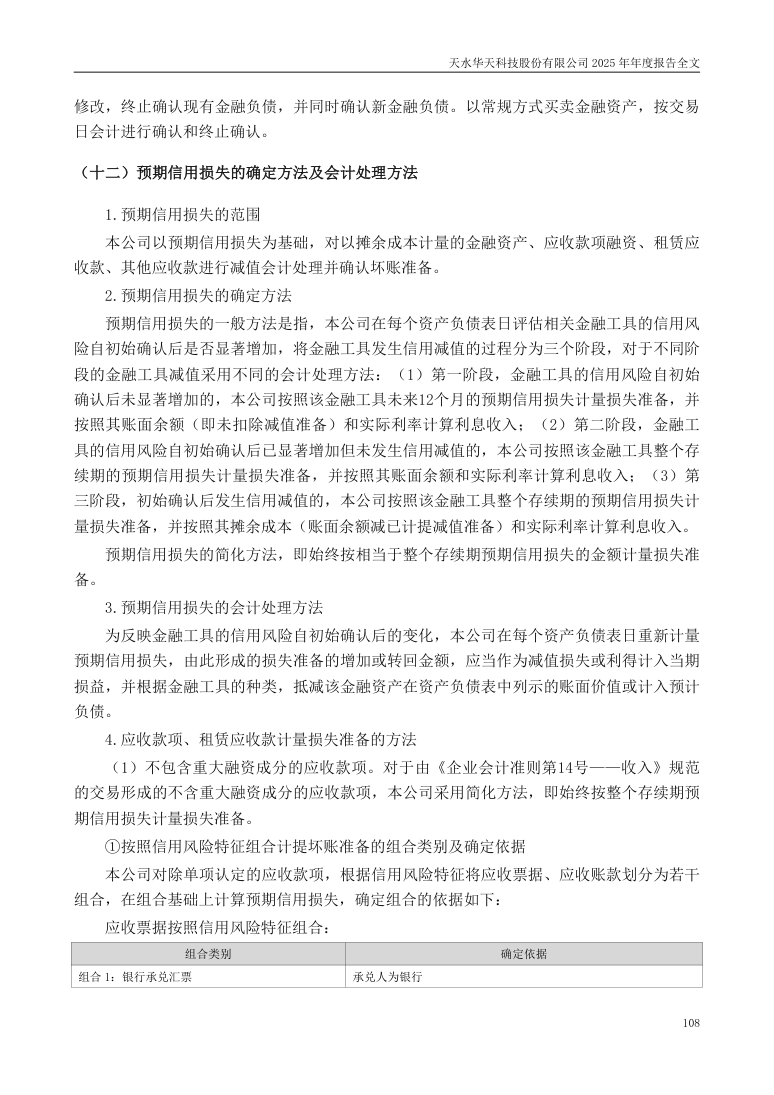 天水华天科技股份有限公司 2025 年年度报告全文
修改，终止确认现有金融负债，并同时确认新金融负债。以常规方式买卖金融资产，按交易
日会计进行确认和终止确认。
（十二）预期信用损失的确定方法及会计处理方法
1.预期信用损失的范围
本公司以预期信用损失为基础，对以摊余成本计量的金融资产、应收款项融资、租赁应
收款、其他应收款进行减值会计处理并确认坏账准备。
2.预期信用损失的确定方法
预期信用损失的一般方法是指，本公司在每个资产负债表日评估相关金融工具的信用风
险自初始确认后是否显著增加，将金融工具发生信用减值的过程分为三个阶段，对于不同阶
段的金融工具减值采用不同的会计处理方法：（1）第一阶段，金融工具的信用风险自初始
确认后未显著增加的，本公司按照该金融工具未来12个月的预期信用损失计量损失准备，并
按照其账面余额（即未扣除减值准备）和实际利率计算利息收入；（2）第二阶段，金融工
具的信用风险自初始确认后已显著增加但未发生信用减值的，本公司按照该金融工具整个存
续期的预期信用损失计量损失准备，并按照其账面余额和实际利率计算利息收入；（3）第
三阶段，初始确认后发生信用减值的，本公司按照该金融工具整个存续期的预期信用损失计
量损失准备，并按照其摊余成本（账面余额减已计提减值准备）和实际利率计算利息收入。
预期信用损失的简化方法，即始终按相当于整个存续期预期信用损失的金额计量损失准
备。
3.预期信用损失的会计处理方法
为反映金融工具的信用风险自初始确认后的变化，本公司在每个资产负债表日重新计量
预期信用损失，由此形成的损失准备的增加或转回金额，应当作为减值损失或利得计入当期
损益，并根据金融工具的种类，抵减该金融资产在资产负债表中列示的账面价值或计入预计
负债。
4.应收款项、租赁应收款计量损失准备的方法
（1）不包含重大融资成分的应收款项。对于由《企业会计准则第14号——收入》规范
的交易形成的不含重大融资成分的应收款项，本公司采用简化方法，即始终按整个存续期预
期信用损失计量损失准备。
①按照信用风险特征组合计提坏账准备的组合类别及确定依据
本公司对除单项认定的应收款项，根据信用风险特征将应收票据、应收账款划分为若干
组合，在组合基础上计算预期信用损失，确定组合的依据如下：
应收票据按照信用风险特征组合：
组合类别 确定依据
组合 1：银行承兑汇票 承兑人为银行
108